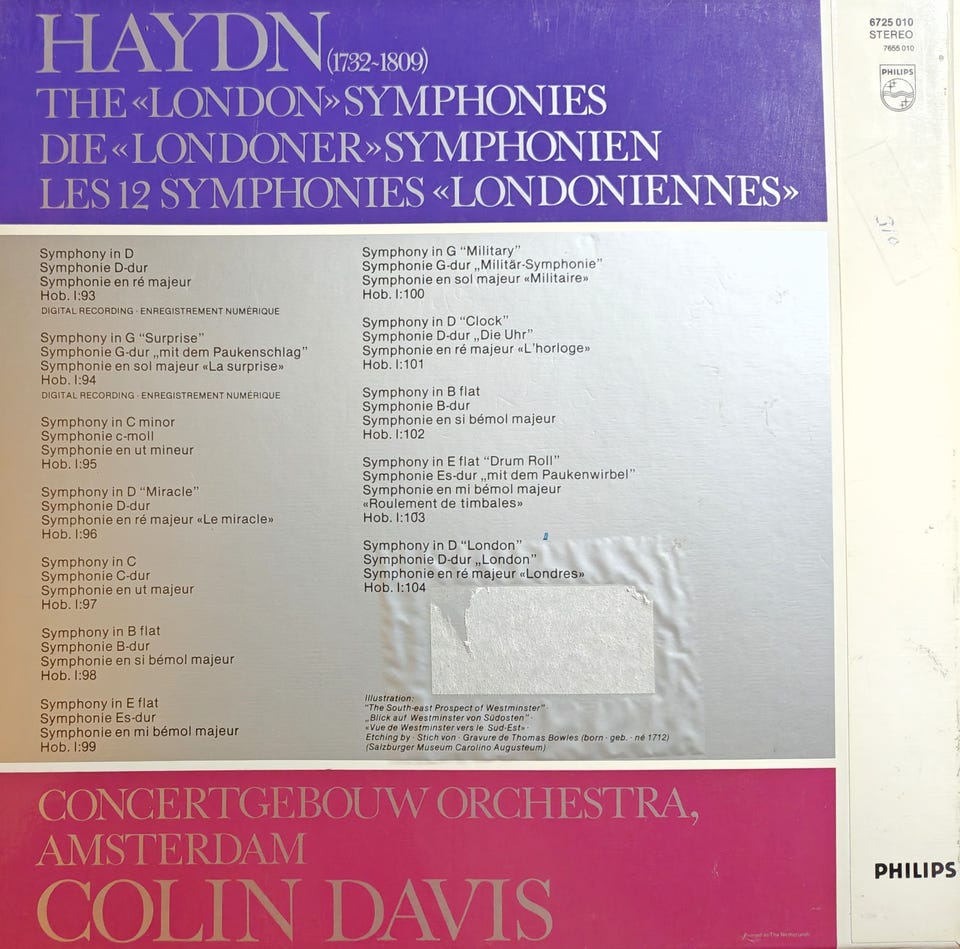 HAYDN (1732~1809)
THE «LONDON» SYMPHONIES
DIE «LONDONER» SYMPHONIEN
LES 12 SYMPHONIES «LONDONIENNES»
6725 010
STEREO
7655 010
PHILIPS
310
Symphony in D
Symphonie D-dur
Symphonie en ré majeur
Hob. I:93
DIGITAL RECORDING · ENREGISTREMENT NUMÉRIQUE
Symphony in G “Surprise”
Symphonie G-dur „mit dem Paukenschlag”
Symphonie en sol majeur «La surprise»
Hob. I:94
DIGITAL RECORDING · ENREGISTREMENT NUMÉRIQUE
Symphony in C minor
Symphonie c-moll
Symphonie en ut mineur
Hob. I:95
Symphony in D “Miracle”
Symphonie D-dur
Symphonie en ré majeur «Le miracle»
Hob. I:96
Symphony in C
Symphonie C-dur
Symphonie en ut majeur
Hob. I:97
Symphony in B flat
Symphonie B-dur
Symphonie en si bémol majeur
Hob. I:98
Symphony in E flat
Symphonie Es-dur
Symphonie en mi bémol majeur
Hob. I:99
Symphony in G “Military”
Symphonie G-dur „Militär-Symphonie”
Symphonie en sol majeur «Militaire»
Hob. I:100
Symphony in D “Clock”
Symphonie D-dur „Die Uhr”
Symphonie en ré majeur «L'horloge»
Hob. I:101
Symphony in B flat
Symphonie B-dur
Symphonie en si bémol majeur
Hob. I:102
Symphony in E flat “Drum Roll”
Symphonie Es-dur „mit dem Paukenwirbel”
Symphonie en mi bémol majeur
«Roulement de timbales»
Hob. I:103
Symphony in D “London”
Symphonie D-dur „London”
Symphonie en ré majeur «Londres»
Hob. I:104
Illustration:
“The South-east Prospect of Westminster” ·
„Blick auf Westminster von Südosten” ·
«Vue de Westminster vers le Sud-Est»
Etching by · Stich von · Gravure de Thomas Bowles (born · geb. · né 1712)
(Salzburger Museum Carolino Augusteum)
CONCERTGEBOUW ORCHESTRA,
AMSTERDAM
COLIN DAVIS
PHILIPS
Printed in The Netherlands